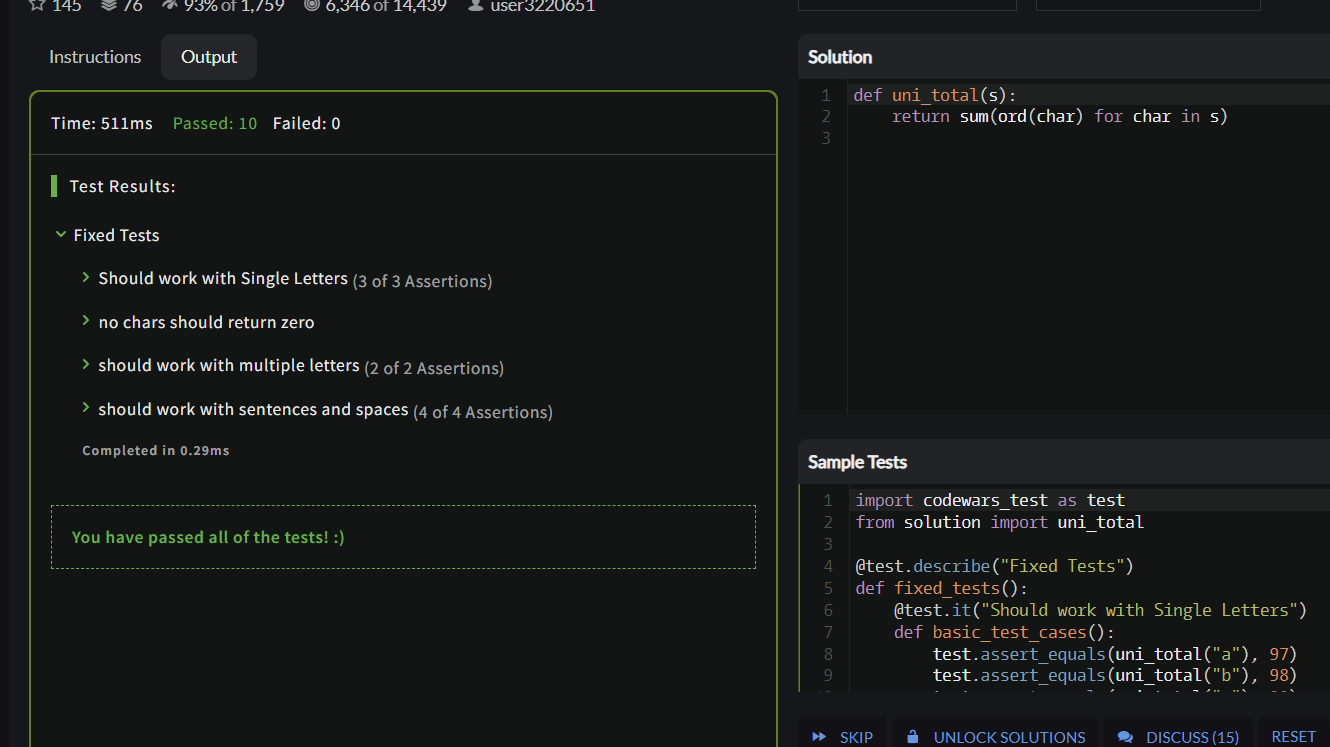 145 76 93% of 1,759 6,346 of 14,439 user3220651
Instructions Output
Time: 511ms Passed: 10 Failed: 0
Test Results:
Fixed Tests
Should work with Single Letters (3 of 3 Assertions)
no chars should return zero
should work with multiple letters (2 of 2 Assertions)
should work with sentences and spaces (4 of 4 Assertions)
Completed in 0.29ms
You have passed all of the tests! :)
Solution
1 def uni_total(s):
2     return sum(ord(char) for char in s)
3
Sample Tests
1 import codewars_test as test
2 from solution import uni_total
3
4 @test.describe("Fixed Tests")
5 def fixed_tests():
6     @test.it("Should work with Single Letters")
7     def basic_test_cases():
8         test.assert_equals(uni_total("a"), 97)
9         test.assert_equals(uni_total("b"), 98)
SKIP UNLOCK SOLUTIONS DISCUSS (15) RESET